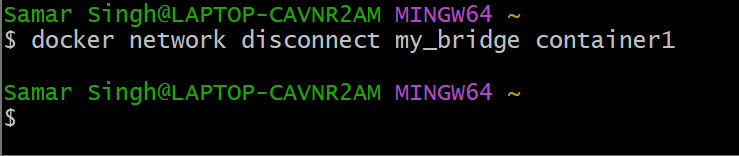 Samar Singh@LAPTOP-CAVNR2AM MINGW64 ~
$ docker network disconnect my_bridge container1
Samar Singh@LAPTOP-CAVNR2AM MINGW64 ~
$